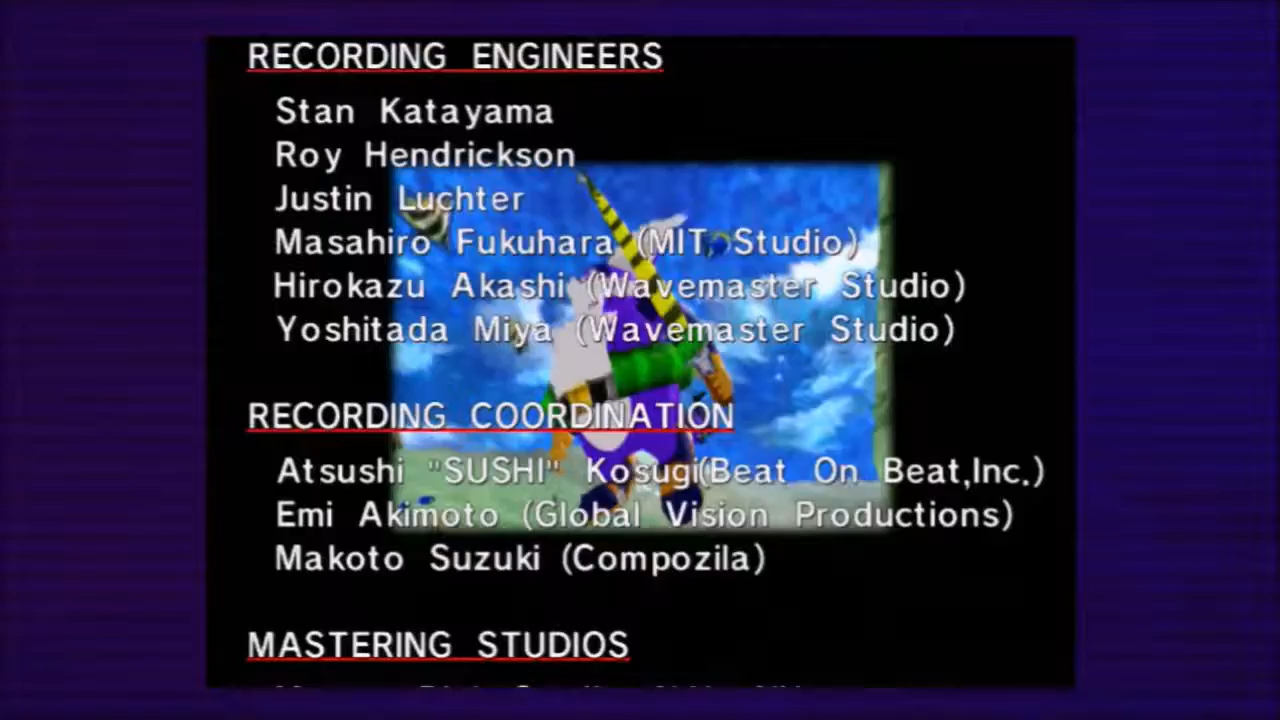 RECORDING ENGINEERS
Stan Katayama
Roy Hendrickson
Justin Luchter
Masahiro Fukuhara (MIT Studio)
Hirokazu Akashi (Wavemaster Studio)
Yoshitada Miya (Wavemaster Studio)
RECORDING COORDINATION
Atsushi "SUSHI" Kosugi(Beat On Beat,Inc.)
Emi Akimoto (Global Vision Productions)
Makoto Suzuki (Compozila)
MASTERING STUDIOS